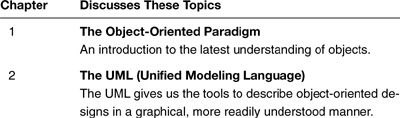 Chapter Discusses These Topics
1 The Object-Oriented Paradigm
An introduction to the latest understanding of objects.
2 The UML (Unified Modeling Language)
The UML gives us the tools to describe object-oriented de-
signs in a graphical, more readily understood manner.